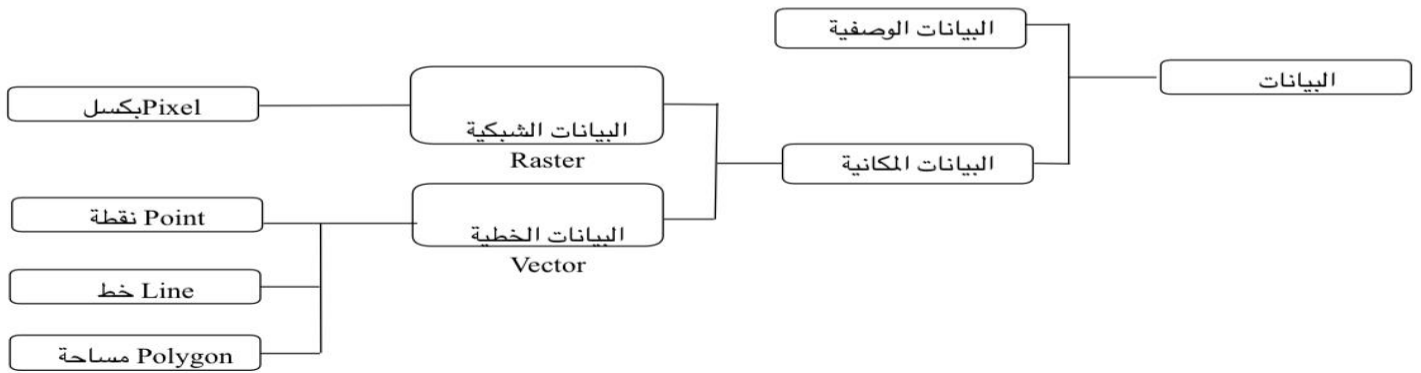 البيانات
البيانات الوصفية
البيانات المكانية
البيانات الشبكية
Raster
البيانات الخطية
Vector
Pixelبكسل
Point نقطة
Line خط
Polygon مساحة